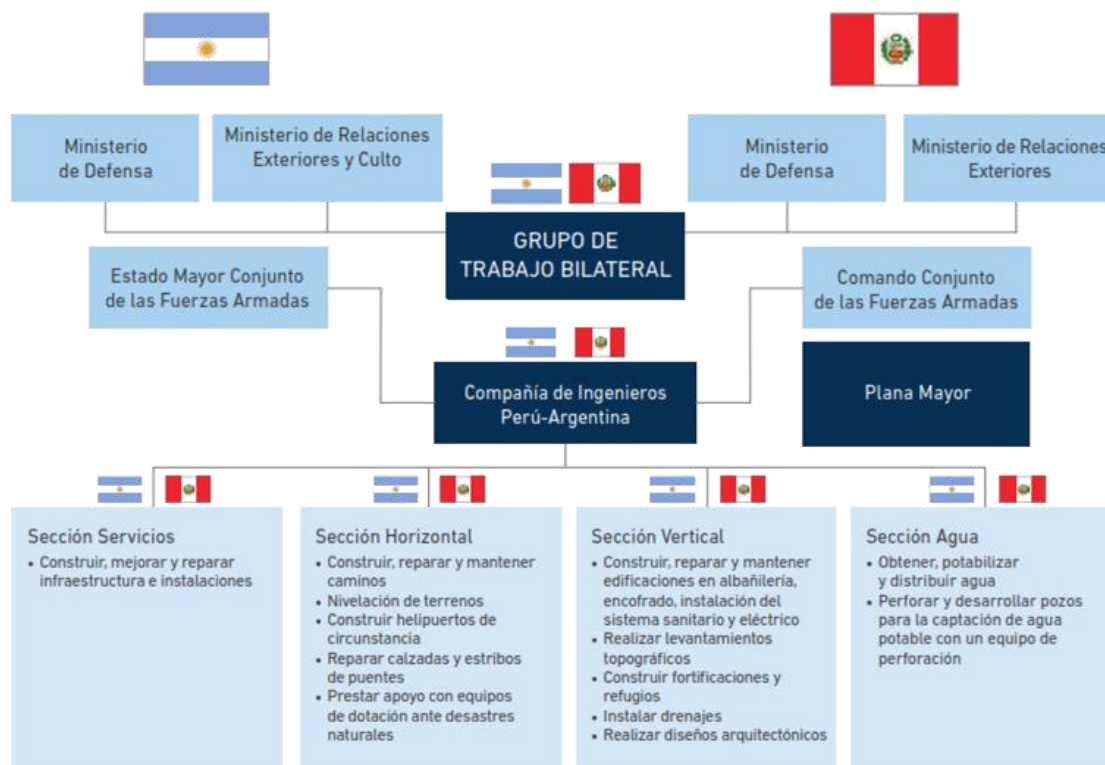 Ministerio
de Defensa
Ministerio de Relaciones
Exteriores y Culto
Ministerio
de Defensa
Ministerio de Relaciones
Exteriores
GRUPO DE
TRABAJO BILATERAL
Estado Mayor Conjunto
de las Fuerzas Armadas
Comando Conjunto
de las Fuerzas Armadas
Compañía de Ingenieros
Perú-Argentina
Plana Mayor
Sección Servicios
• Construir, mejorar y reparar
infraestructura e instalaciones
Sección Horizontal
• Construir, reparar y mantener
caminos
• Nivelación de terrenos
• Construir helipuertos de
circunstancia
• Reparar calzadas y estribos
de puentes
• Prestar apoyo con equipos
de dotación ante desastres
naturales
Sección Vertical
• Construir, reparar y mantener
edificaciones en albañilería,
encofrado, instalación del
sistema sanitario y eléctrico
• Realizar levantamientos
topográficos
• Construir fortificaciones y
refugios
• Instalar drenajes
• Realizar diseños arquitectónicos
Sección Agua
• Obtener, potabilizar
y distribuir agua
• Perforar y desarrollar pozos
para la captación de agua
potable con un equipo de
perforación